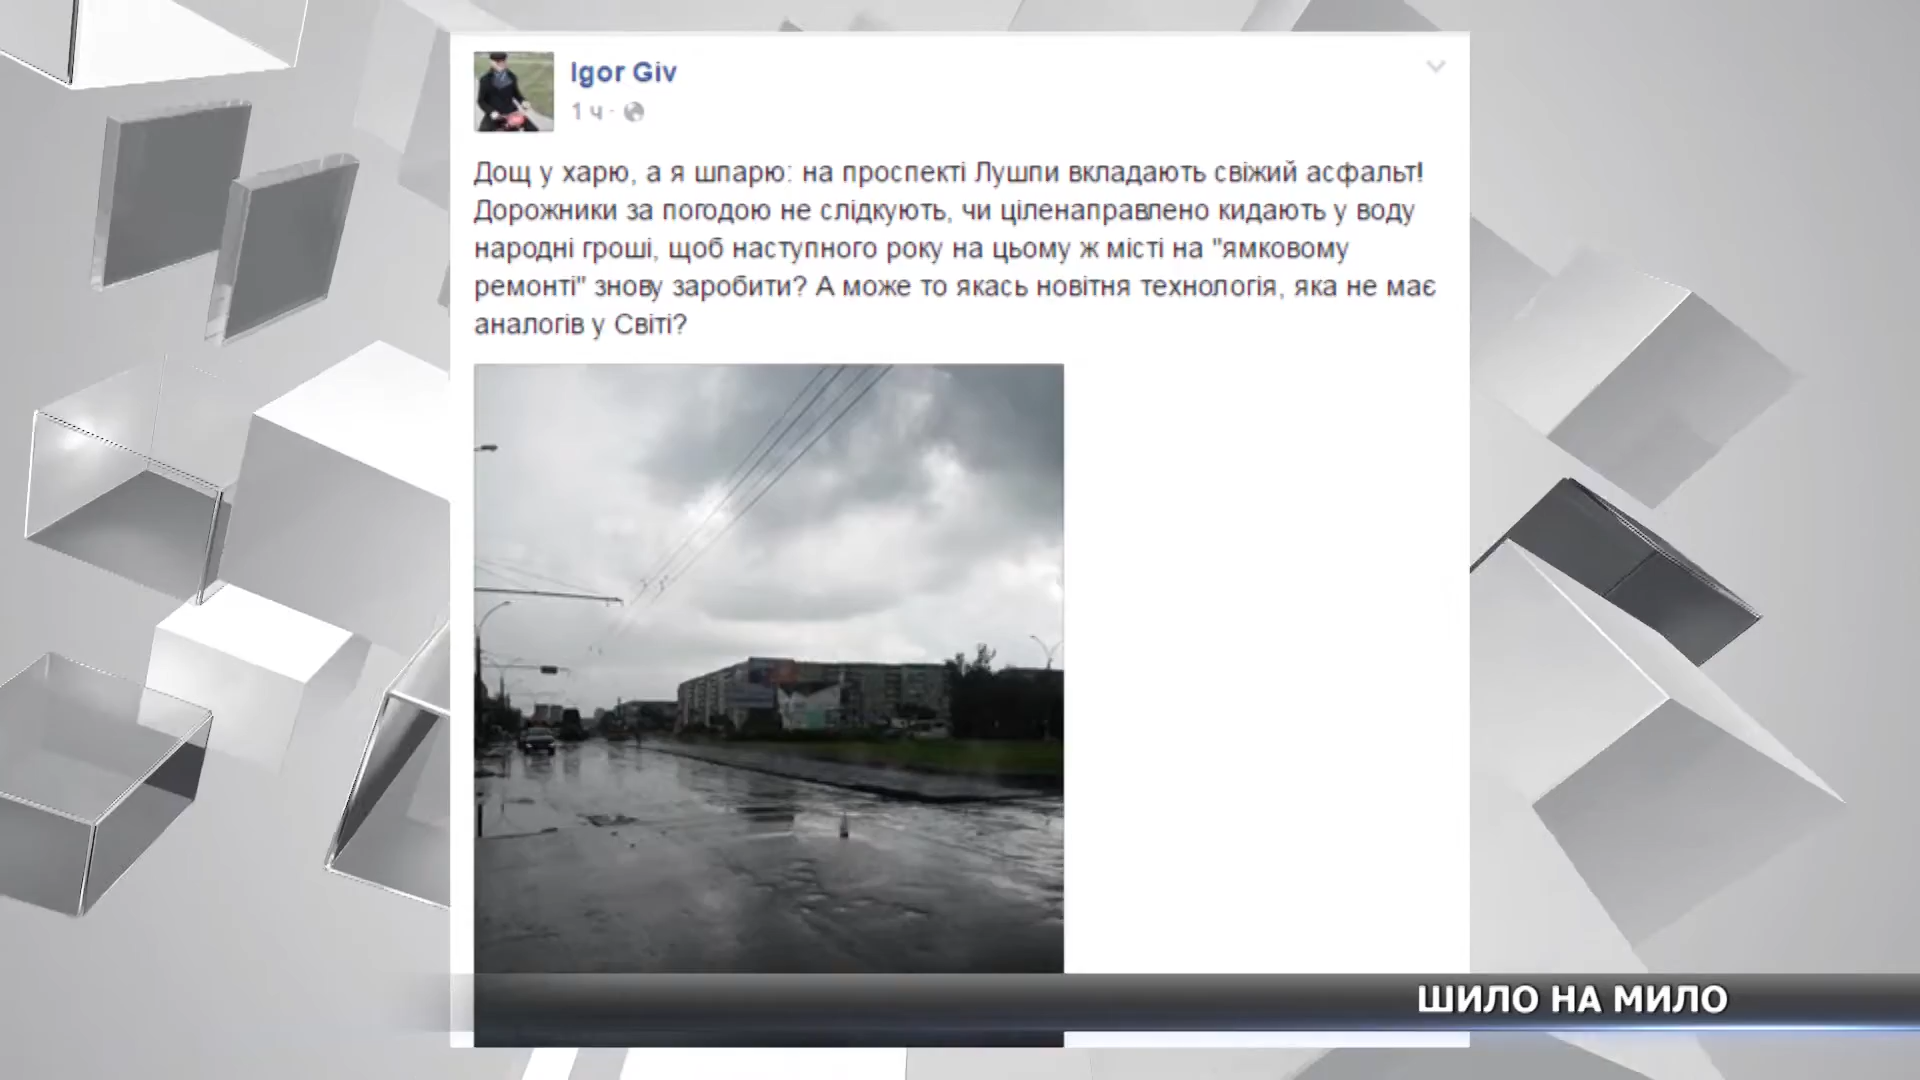 Igor Giv
1 ч ·
Дощ у харю, а я шпарю: на проспекті Лушпи вкладають свіжий асфальт!
Дорожники за погодою не слідкують, чи ціленаправлено кидають у воду
народні гроші, щоб наступного року на цьому ж місті на "ямковому
ремонті" знову заробити? А може то якась новітня технологія, яка не має
аналогів у Світі?
ШИЛО НА МИЛО